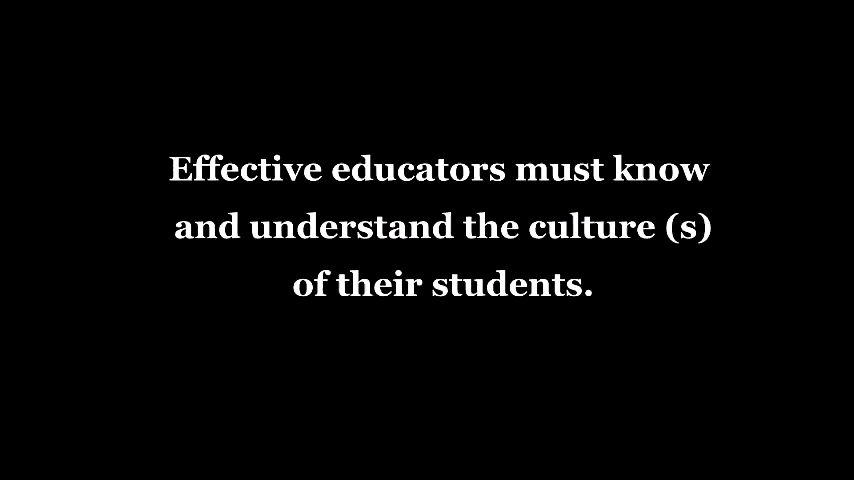 Effective educators must know
and understand the culture (s)
of their students.